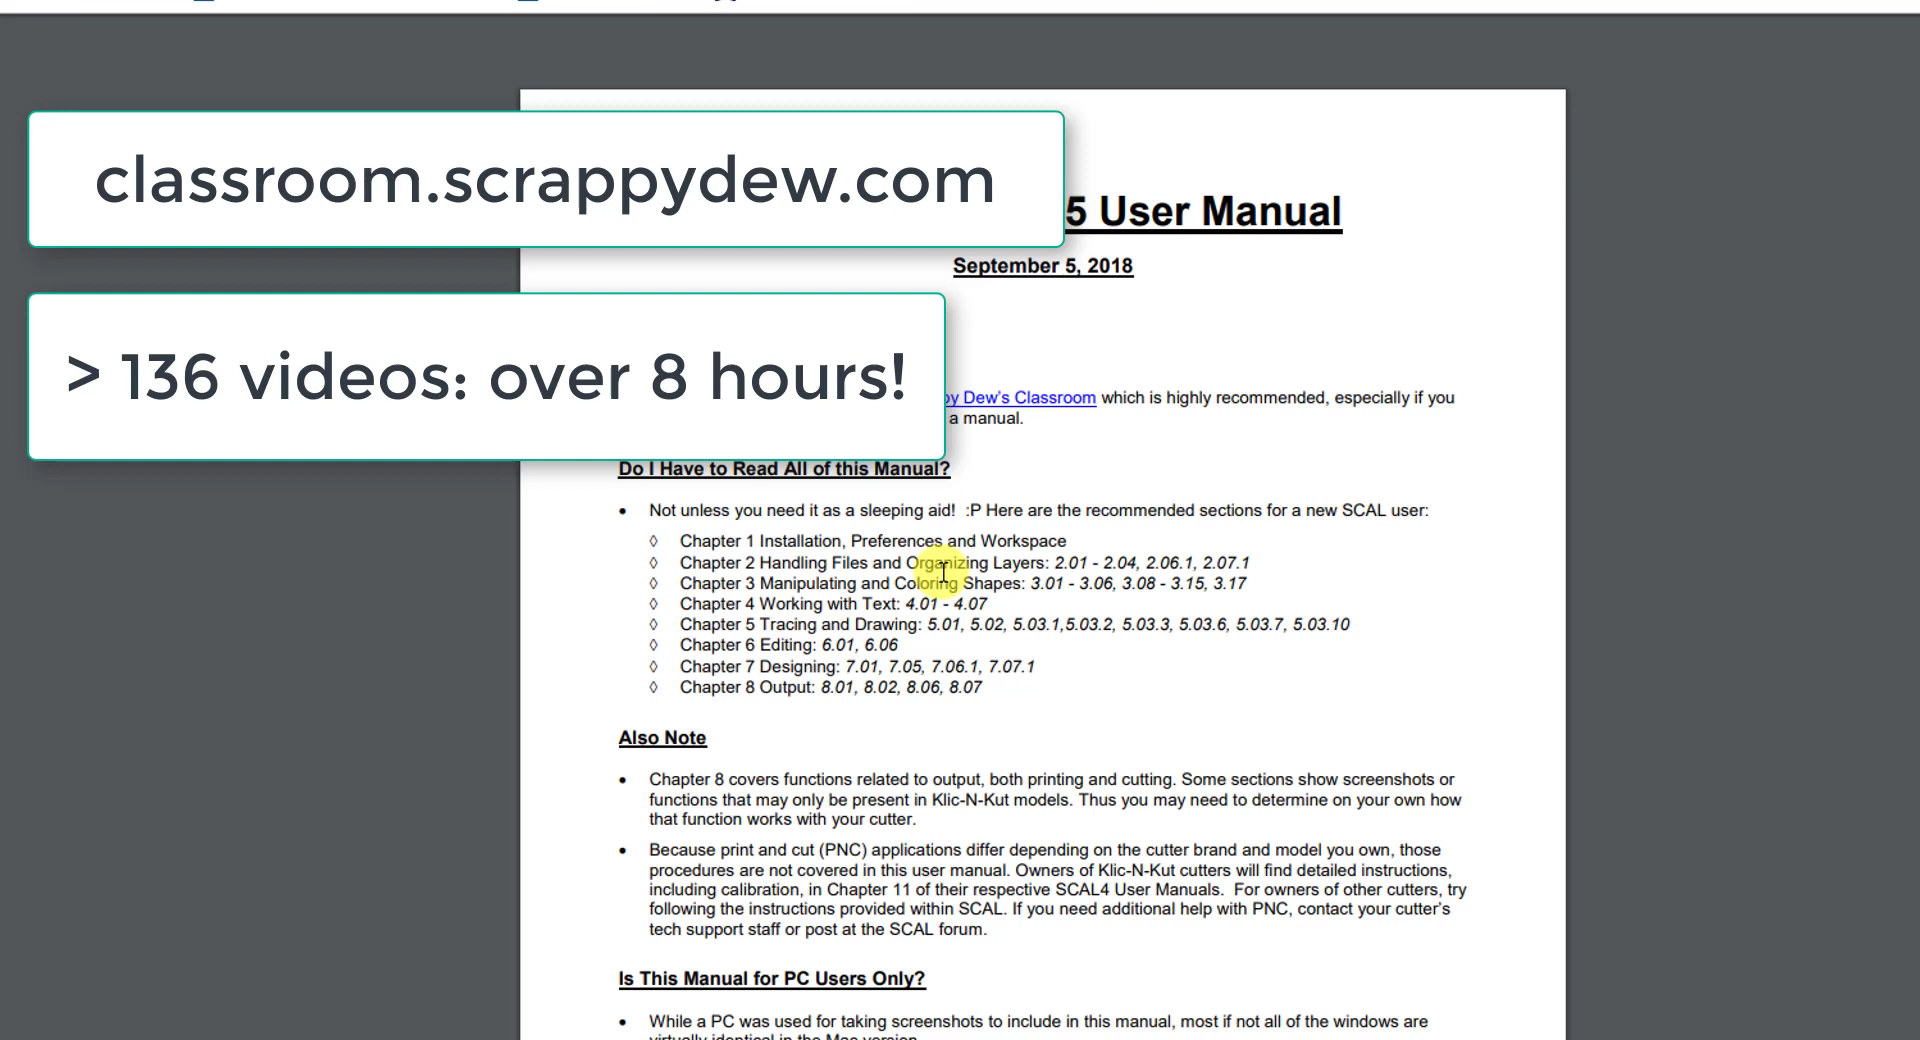 classroom.scrappydew.com
5 User Manual
September 5, 2018
> 136 videos: over 8 hours!
Dew's Classroom which is highly recommended, especially if you
a manual.
Do I Have to Read All of this Manual?
• Not unless you need it as a sleeping aid! :P Here are the recommended sections for a new SCAL user:
◊ Chapter 1 Installation, Preferences and Workspace
◊ Chapter 2 Handling Files and Organizing Layers: 2.01 - 2.04, 2.06.1, 2.07.1
◊ Chapter 3 Manipulating and Coloring Shapes: 3.01 - 3.06, 3.08 - 3.15, 3.17
◊ Chapter 4 Working with Text: 4.01 - 4.07
◊ Chapter 5 Tracing and Drawing: 5.01, 5.02, 5.03.1,5.03.2, 5.03.3, 5.03.6, 5.03.7, 5.03.10
◊ Chapter 6 Editing: 6.01, 6.06
◊ Chapter 7 Designing: 7.01, 7.05, 7.06.1, 7.07.1
◊ Chapter 8 Output: 8.01, 8.02, 8.06, 8.07
Also Note
• Chapter 8 covers functions related to output, both printing and cutting. Some sections show screenshots or
functions that may only be present in Klic-N-Kut models. Thus you may need to determine on your own how
that function works with your cutter.
• Because print and cut (PNC) applications differ depending on the cutter brand and model you own, those
procedures are not covered in this user manual. Owners of Klic-N-Kut cutters will find detailed instructions,
including calibration, in Chapter 11 of their respective SCAL4 User Manuals. For owners of other cutters, try
following the instructions provided within SCAL. If you need additional help with PNC, contact your cutter's
tech support staff or post at the SCAL forum.
Is This Manual for PC Users Only?
• While a PC was used for taking screenshots to include in this manual, most if not all of the windows are
virtually identical in the Mac version.